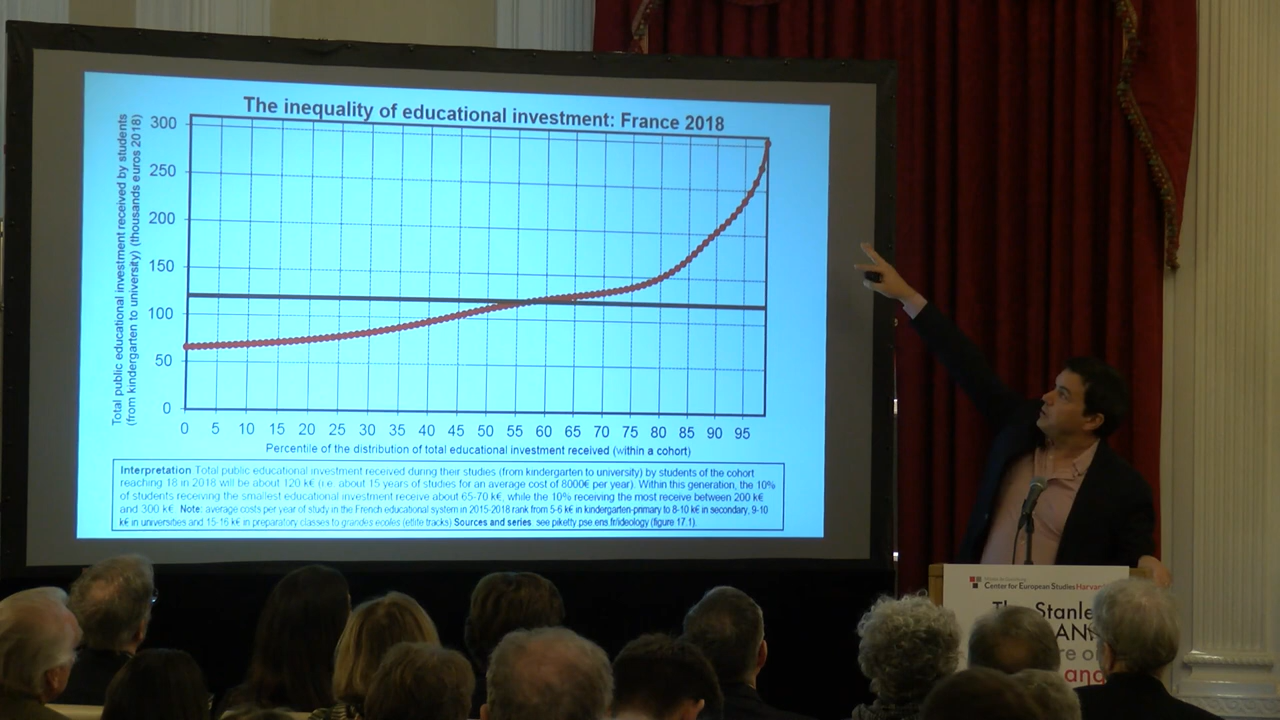 The inequality of educational investment: France 2018
Total public educational investment received by students
(from kindergarten to university) (thousands euros 2018)
300
250
200
150
100
50
0
0 5 10 15 20 25 30 35 40 45 50 55 60 65 70 75 80 85 90 95
Percentile of the distribution of total educational investment received (within a cohort)
Interpretation Total public educational investment received during their studies (from kindergarten to university) by students of the cohort
reaching 18 in 2018 will be about 120 k€ (i.e. about 15 years of studies for an average cost of 8000€ per year). Within this generation, the 10%
of students receiving the smallest educational investment receive about 65-70 k€, while the 10% receiving the most receive between 200 k€
and 300 k€ Note: average costs per year of study in the French educational system in 2015-2018 rank from 5-6 k€ in kindergarten-primary to 8-10 k€ in secondary, 9-10
k€ in universities and 15-16 k€ in preparatory classes to grandes ecoles (elite tracks) Sources and series see piketty pse ens fr/ideology (figure 17.1).
Center for European Studies Harvar
The Stanle
AN
re o
and